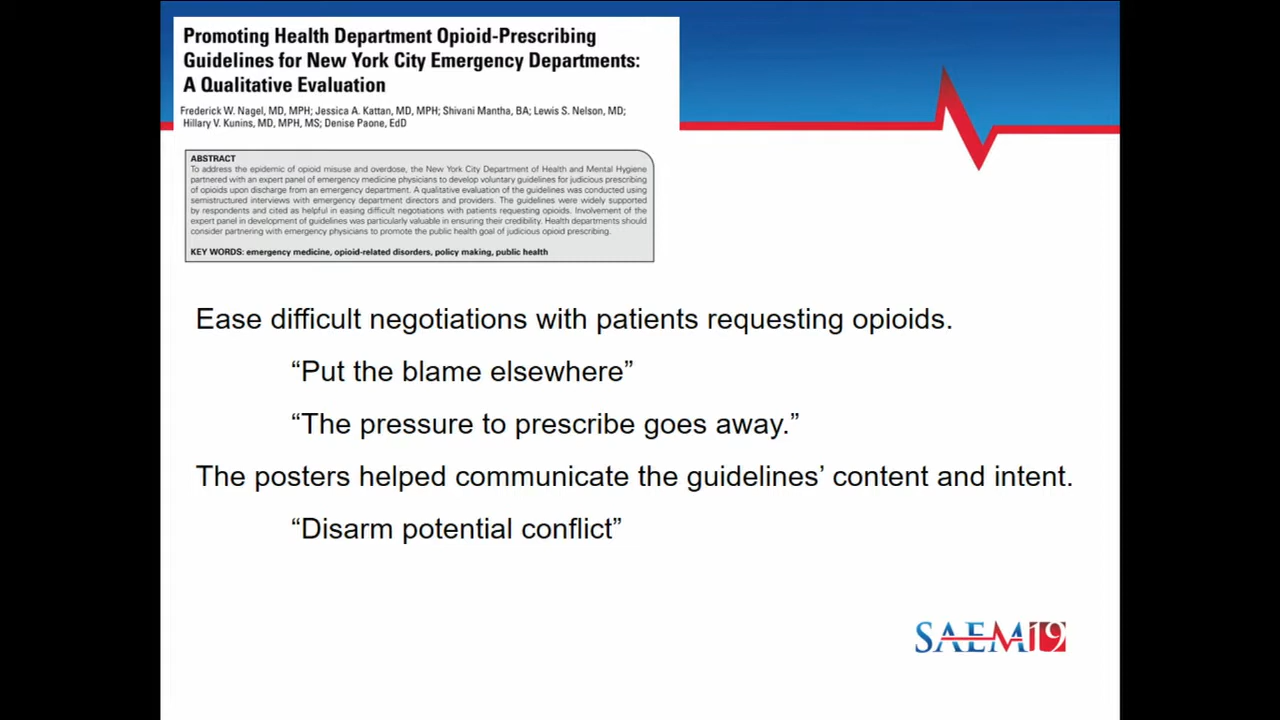 Promoting Health Department Opioid-Prescribing
Guidelines for New York City Emergency Departments:
A Qualitative Evaluation
Frederick W. Nagel, MD, MPH; Jessica A. Kattan, MD, MPH; Shivani Mantha, BA; Lewis S. Nelson, MD;
Hillary V. Kunins, MD, MPH, MS; Denise Paone, EdD
ABSTRACT
To address the epidemic of opioid misuse and overdose, the New York City Department of Health and Mental Hygiene
partnered with an expert panel of emergency medicine physicians to develop voluntary guidelines for judicious prescribing
of opioids upon discharge from an emergency department. A qualitative evaluation of the guidelines was conducted using
semistructured interviews with emergency department directors and providers. The guidelines were widely supported
by respondents and cited as helpful in easing difficult negotiations with patients requesting opioids. Involvement of the
expert panel in development of guidelines was particularly valuable in ensuring their credibility. Health departments should
consider partnering with emergency physicians to promote the public health goal of judicious opioid prescribing.
KEY WORDS: emergency medicine, opioid-related disorders, policy making, public health
Ease difficult negotiations with patients requesting opioids.
“Put the blame elsewhere”
“The pressure to prescribe goes away.”
The posters helped communicate the guidelines’ content and intent.
“Disarm potential conflict”
SAEM19